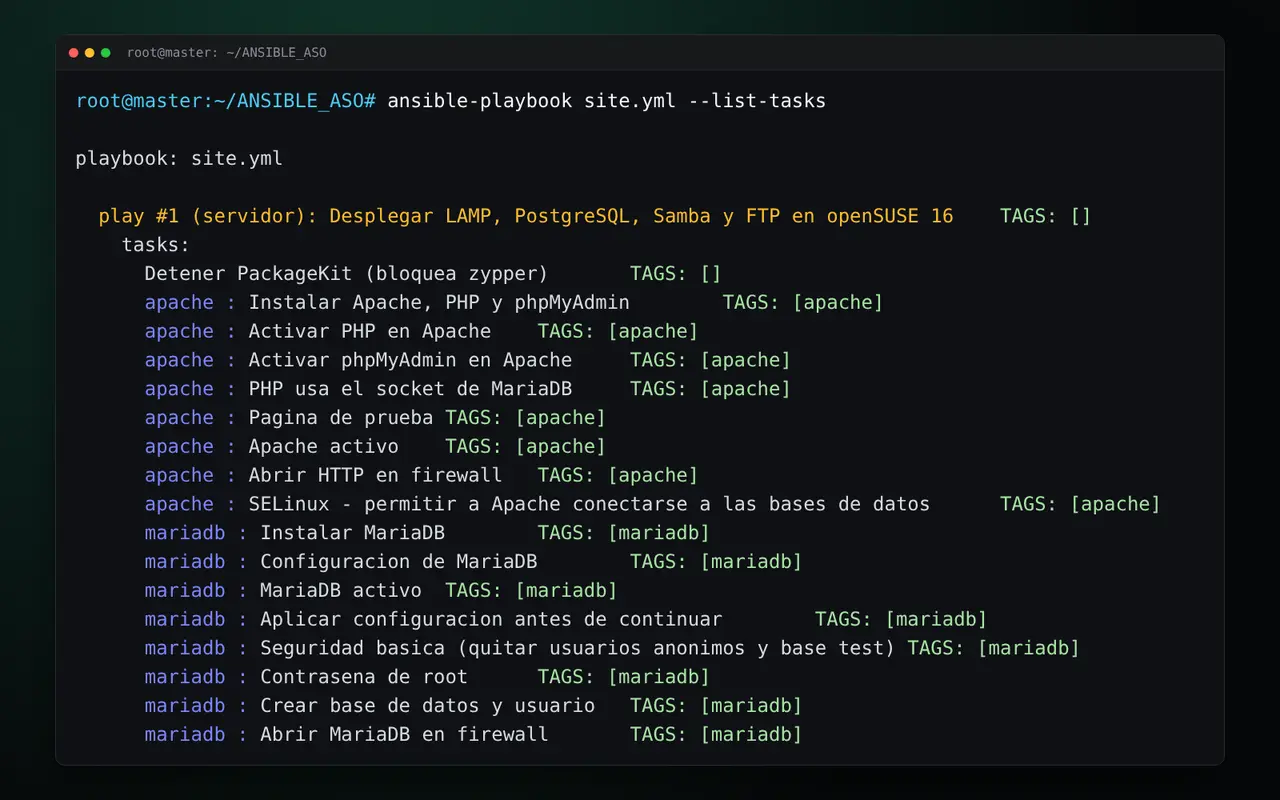 root@master: ~/ANSIBLE_ASO
root@master:~/ANSIBLE_ASO# ansible-playbook site.yml --list-tasks
playbook: site.yml
play #1 (servidor): Desplegar LAMP, PostgreSQL, Samba y FTP en openSUSE 16    TAGS: []
tasks:
Detener PackageKit (bloquea zypper)       TAGS: []
apache : Instalar Apache, PHP y phpMyAdmin        TAGS: [apache]
apache : Activar PHP en Apache    TAGS: [apache]
apache : Activar phpMyAdmin en Apache     TAGS: [apache]
apache : PHP usa el socket de MariaDB     TAGS: [apache]
apache : Pagina de prueba TAGS: [apache]
apache : Apache activo    TAGS: [apache]
apache : Abrir HTTP en firewall   TAGS: [apache]
apache : SELinux - permitir a Apache conectarse a las bases de datos      TAGS: [apache]
mariadb : Instalar MariaDB        TAGS: [mariadb]
mariadb : Configuracion de MariaDB        TAGS: [mariadb]
mariadb : MariaDB activo  TAGS: [mariadb]
mariadb : Aplicar configuracion antes de continuar        TAGS: [mariadb]
mariadb : Seguridad basica (quitar usuarios anonimos y base test) TAGS: [mariadb]
mariadb : Contrasena de root      TAGS: [mariadb]
mariadb : Crear base de datos y usuario   TAGS: [mariadb]
mariadb : Abrir MariaDB en firewall       TAGS: [mariadb]